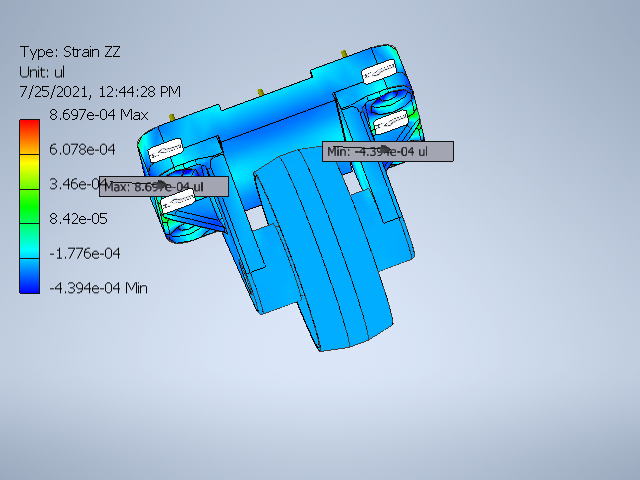 Type: Strain ZZ
Unit: ul
7/25/2021, 12:44:28 PM
8.697e-04 Max
6.078e-04
3.46e-04
8.42e-05
-1.776e-04
-4.394e-04 Min
Min: -4.394e-04 ul
Max: 8.697e-04 ul